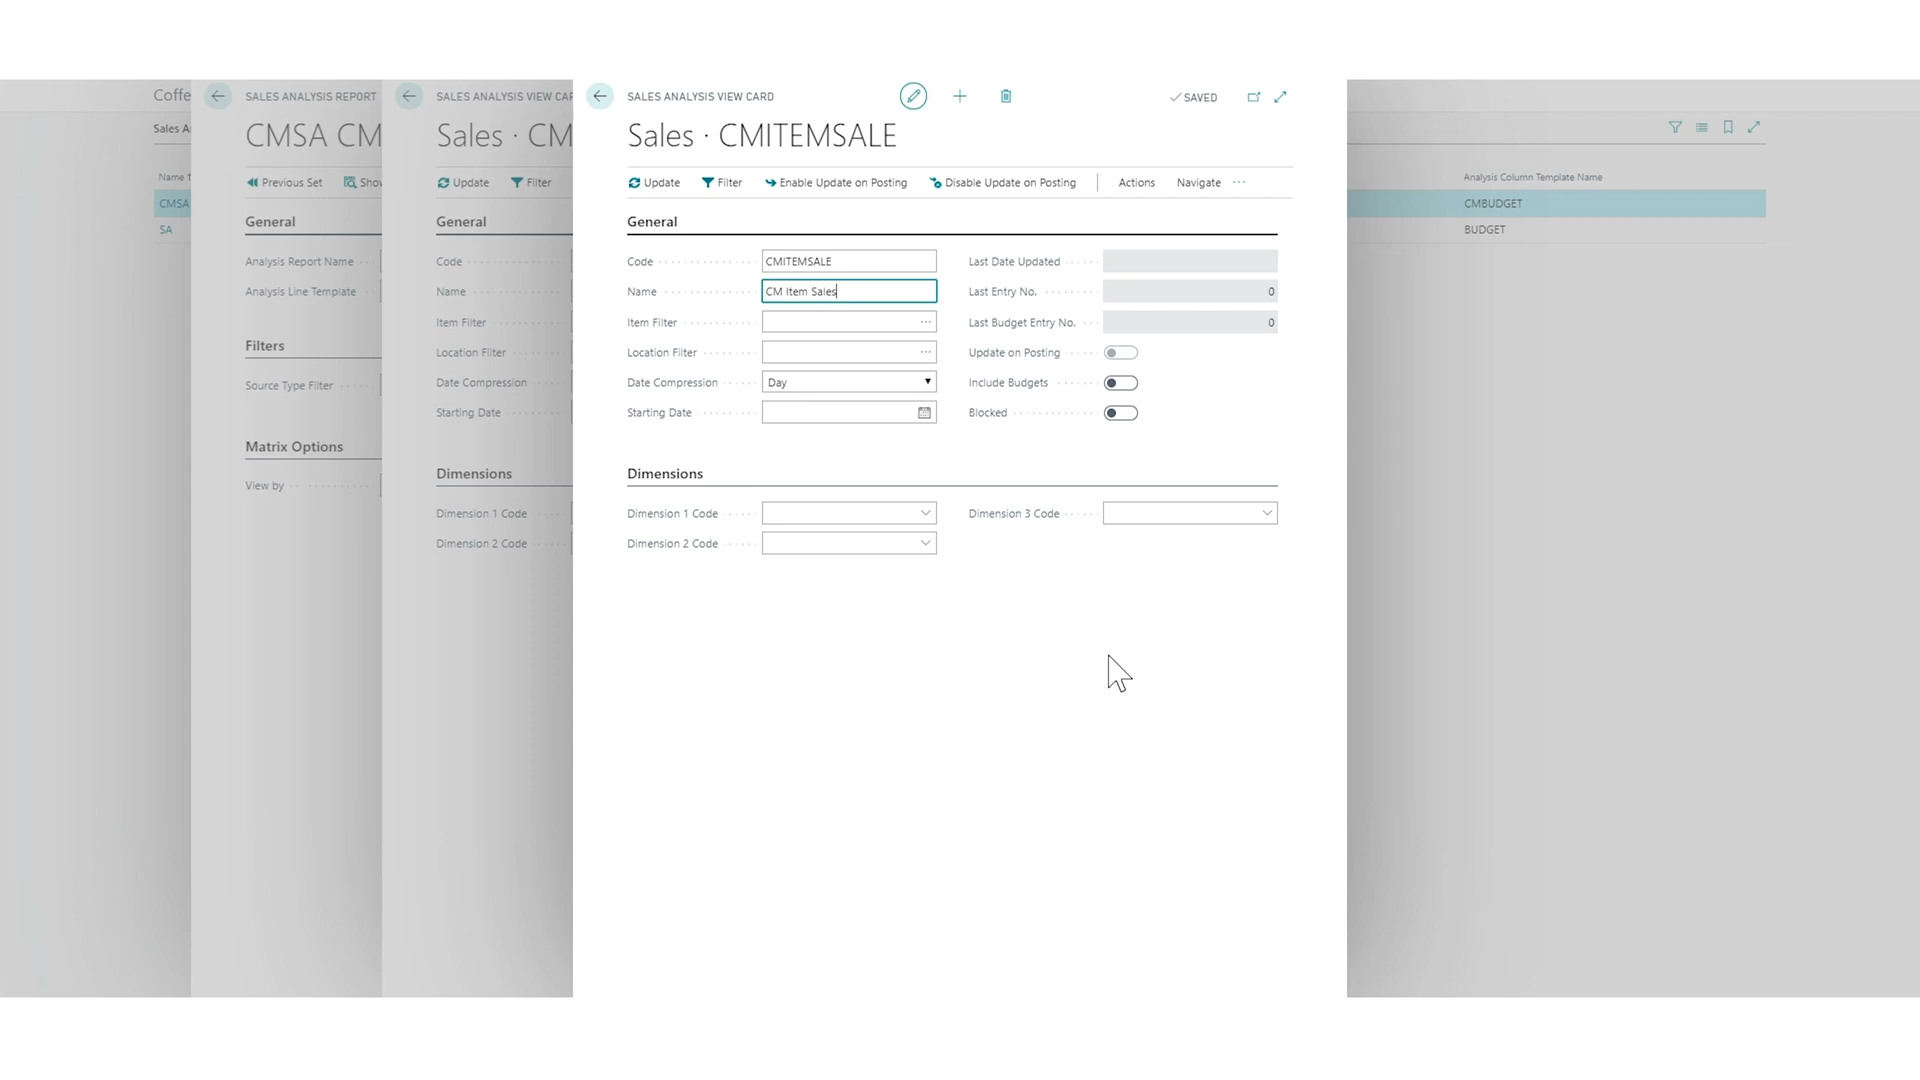 Coffe
Sales A
Name
CMSA
SA
SALES ANALYSIS REPORT
CMSA CM
Previous Set
Show
General
Analysis Report Name
Analysis Line Template
Filters
Source Type Filter
Matrix Options
View by
SALES ANALYSIS VIEW CAR
Sales · CM
Update
Filter
General
Code
Name
Item Filter
Location Filter
Date Compression
Starting Date
Dimensions
Dimension 1 Code
Dimension 2 Code
SALES ANALYSIS VIEW CARD
SAVED
Sales · CMITEMSALE
Update
Filter
Enable Update on Posting
Disable Update on Posting
Actions
Navigate
General
Code
CMITEMSALE
Name
CM Item Sales
Item Filter
Location Filter
Date Compression
Day
Starting Date
Last Date Updated
Last Entry No.
0
Last Budget Entry No.
0
Update on Posting
Include Budgets
Blocked
Dimensions
Dimension 1 Code
Dimension 2 Code
Dimension 3 Code
Analysis Column Template Name
CMBUDGET
BUDGET